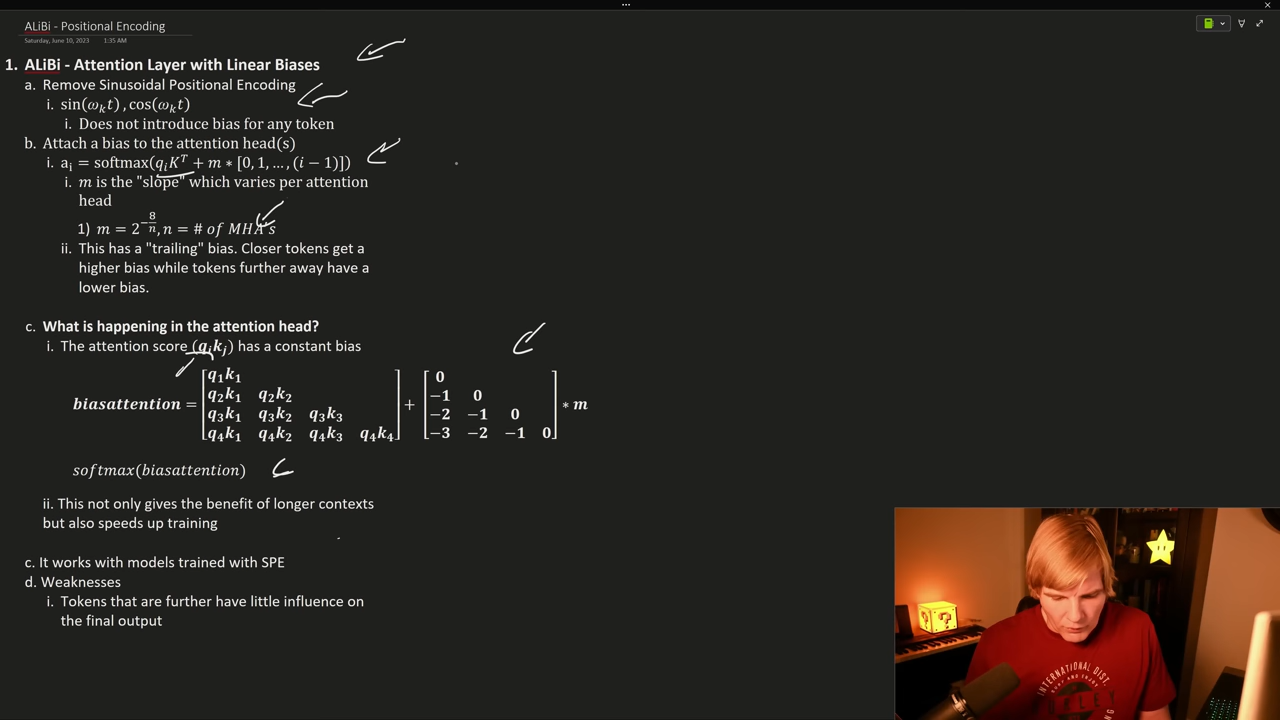 ALiBi - Positional Encoding
Saturday, June 10, 2023 1:35 AM
1. ALiBi - Attention Layer with Linear Biases
a. Remove Sinusoidal Positional Encoding
i. sin(ωₖt), cos(ωₖt)
i. Does not introduce bias for any token
b. Attach a bias to the attention head(s)
i. aᵢ = softmax(qᵢKᵀ + m * [0, 1, ..., (i − 1)])
i. m is the "slope" which varies per attention
head
1) m = 2^(−8/n), n = # of MHA's
ii. This has a "trailing" bias. Closer tokens get a
higher bias while tokens further away have a
lower bias.
c. What is happening in the attention head?
i. The attention score (qᵢkⱼ) has a constant bias
q₁k₁ 0
q₂k₁ q₂k₂ −1 0
biasattention = + * m
q₃k₁ q₃k₂ q₃k₃ −2 −1 0
q₄k₁ q₄k₂ q₄k₃ q₄k₄ −3 −2 −1 0
softmax(biasattention)
ii. This not only gives the benefit of longer contexts
but also speeds up training
c. It works with models trained with SPE
d. Weaknesses
i. Tokens that are further have little influence on
the final output
INTERNATIONAL DIST.